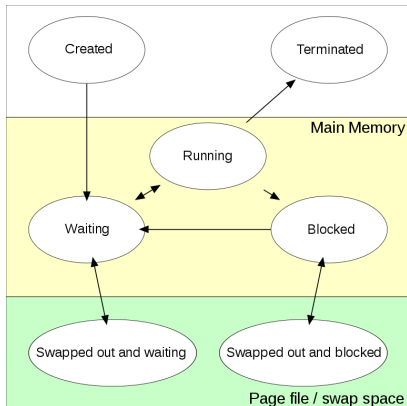 Created
Terminated
Main Memory
Running
Waiting
Blocked
Swapped out and waiting
Swapped out and blocked
Page file / swap space